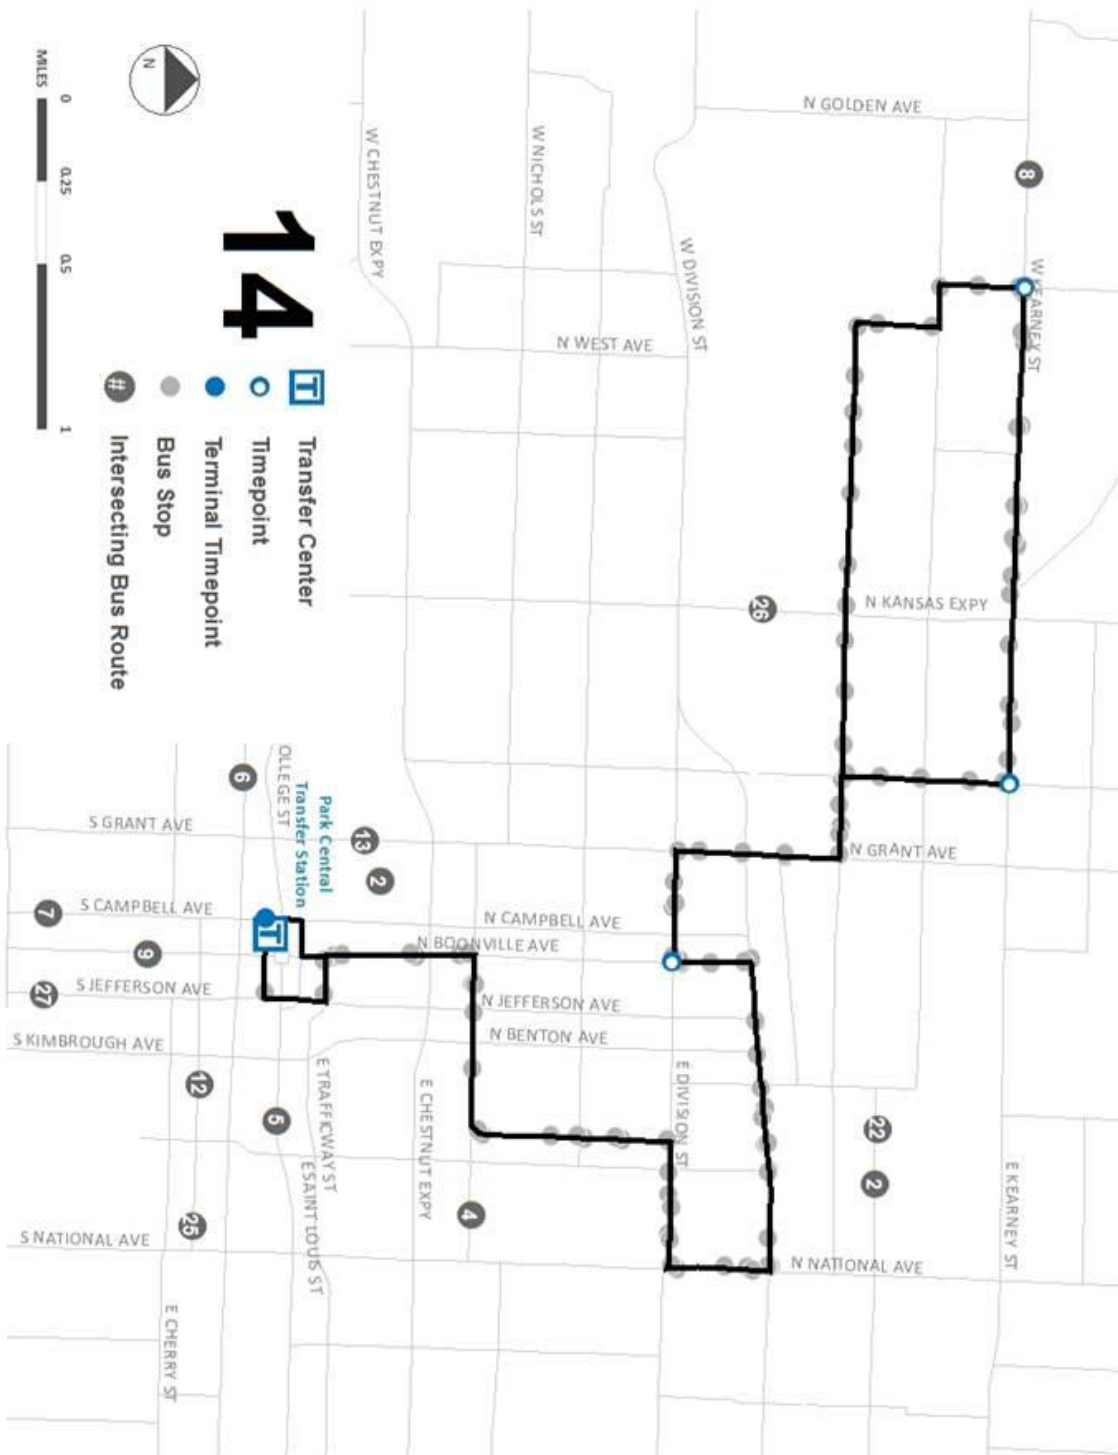 14
Transfer Center
Timepoint
Terminal Timepoint
Bus Stop
#
Intersecting Bus Route
T
N
MILES
0
0.25
0.5
1
N GOLDEN AVE
8
W KEARNEY ST
W CHESTNUT EXPY
W NICHOLS ST
W DIVISION ST
N WEST AVE
N KANSAS EXPY
26
6
OLLEGE ST
Park Central
Transfer Station
S GRANT AVE
13
2
N GRANT AVE
7
S CAMPBELL AVE
N CAMPBELL AVE
T
9
N BOONVILLE AVE
27
S JEFFERSON AVE
N JEFFERSON AVE
S KIMBROUGH AVE
N BENTON AVE
12
5
E TRAFFICWAY ST
E CHESTNUT EXPY
E DIVISION ST
22
2
E KEARNEY ST
25
E SAINT LOUIS ST
4
S NATIONAL AVE
N NATIONAL AVE
E CHERRY ST